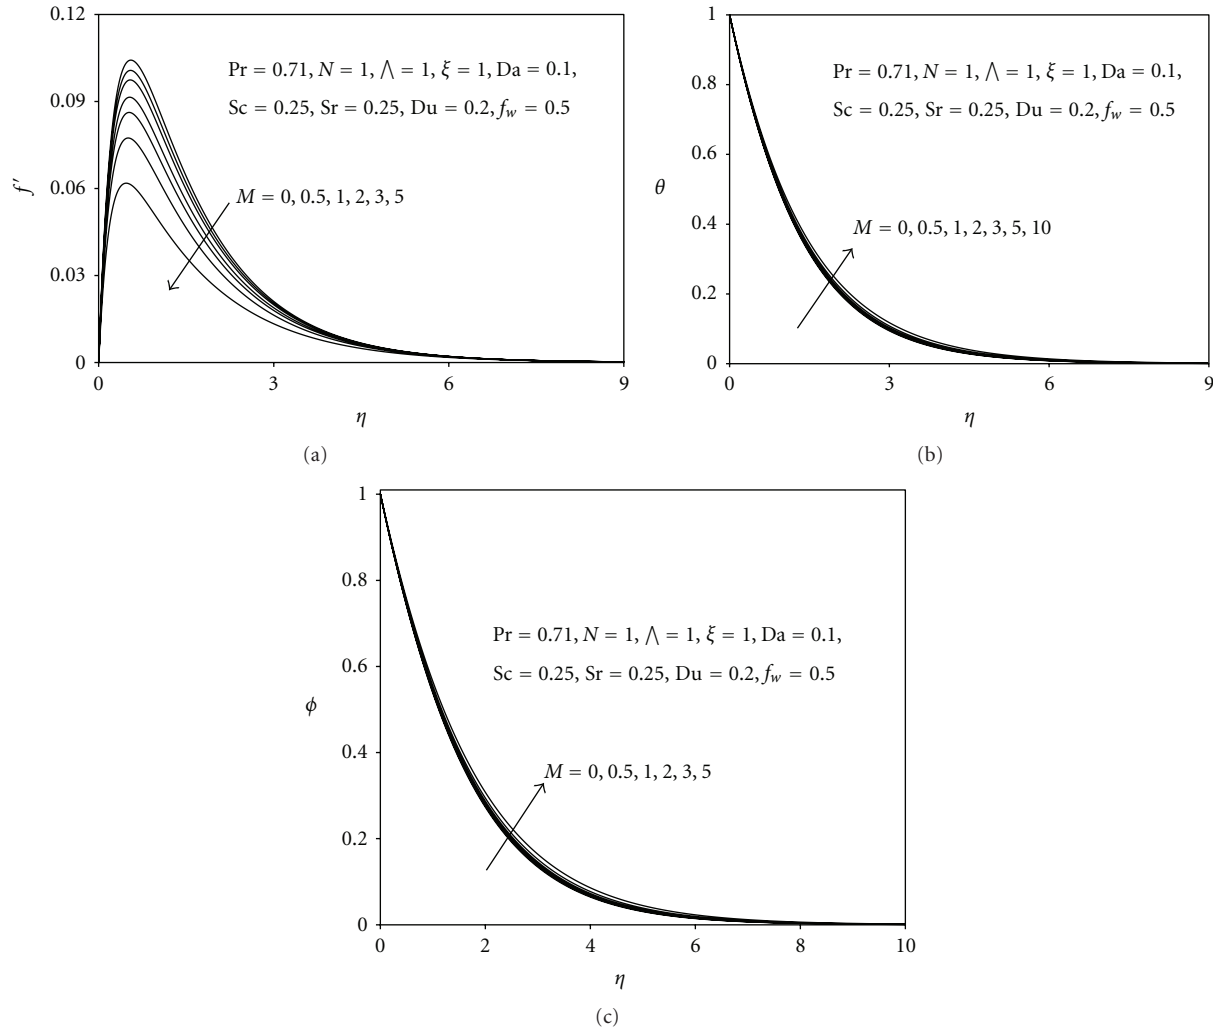 0.12
0.09
0.06
0.03
0
f′
Pr = 0.71, N = 1, ⋀ = 1, ξ = 1, Da = 0.1,
Sc = 0.25, Sr = 0.25, Du = 0.2, f_w = 0.5
M = 0, 0.5, 1, 2, 3, 5
0 3 6 9
η
(a)
1
0.8
0.6
0.4
0.2
0
θ
Pr = 0.71, N = 1, ⋀ = 1, ξ = 1, Da = 0.1,
Sc = 0.25, Sr = 0.25, Du = 0.2, f_w = 0.5
M = 0, 0.5, 1, 2, 3, 5, 10
0 3 6 9
η
(b)
1
0.8
0.6
0.4
0.2
0
ϕ
Pr = 0.71, N = 1, ⋀ = 1, ξ = 1, Da = 0.1,
Sc = 0.25, Sr = 0.25, Du = 0.2, f_w = 0.5
M = 0, 0.5, 1, 2, 3, 5
0 2 4 6 8 10
η
(c)